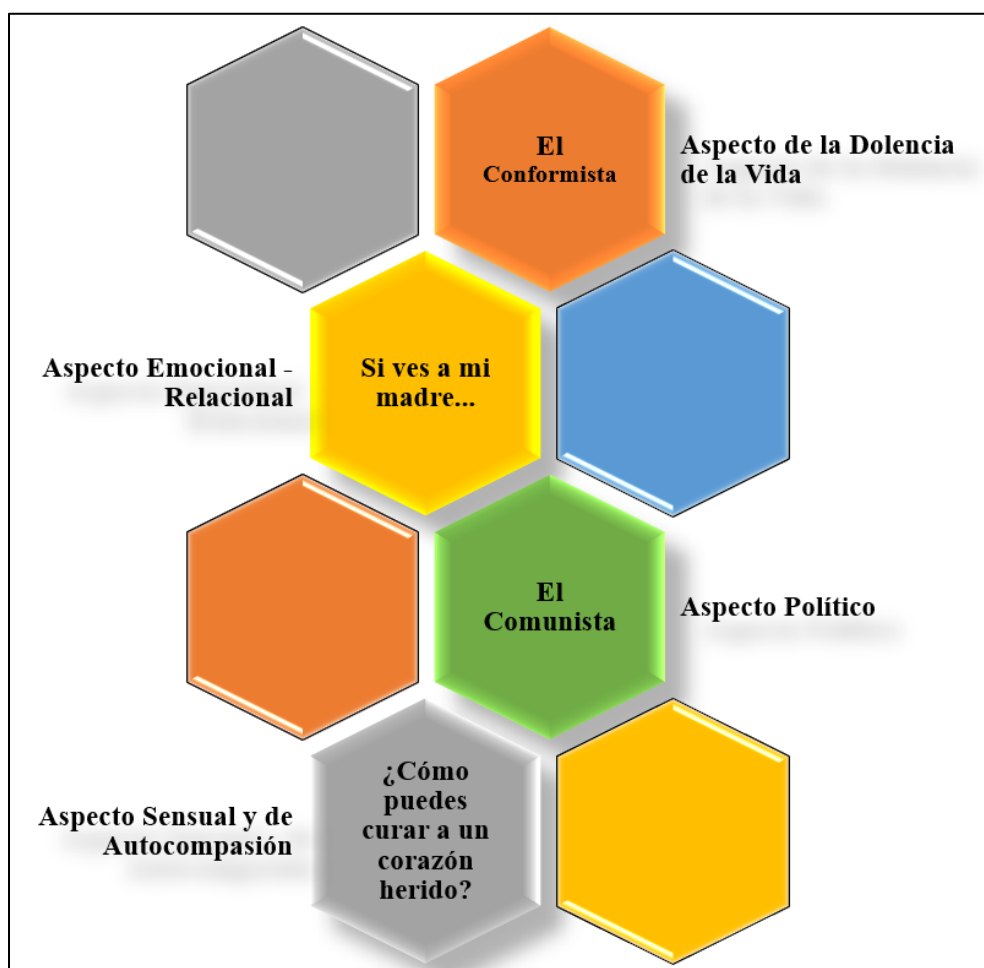 El
Conformista
Aspecto de la Dolencia
de la Vida
Aspecto Emocional -
Relacional
Si ves a mi
madre...
El
Comunista
Aspecto Político
Aspecto Sensual y de
Autocompasión
¿Cómo
puedes
curar a un
corazón
herido?